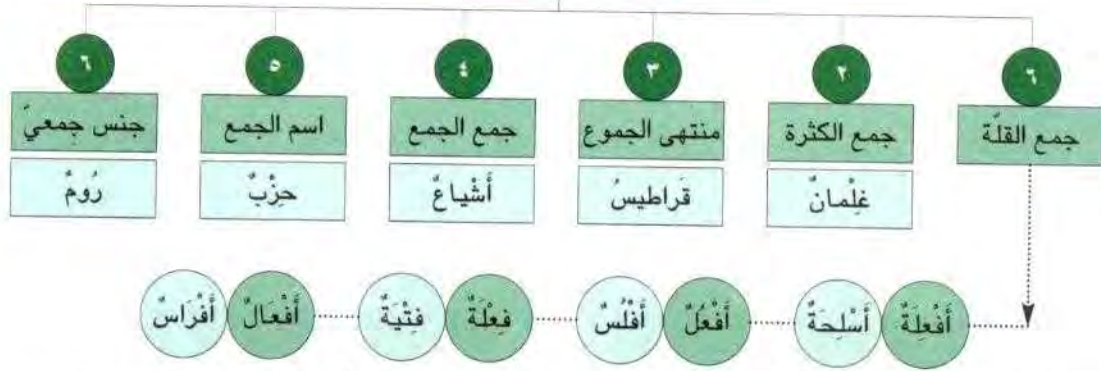 ٦ ٢ ٣ ٤ ٥ ٦
جمع القلّة جمع الكثرة منتهى الجموع جمع الجمع اسم الجمع جنس جمعيّ
غِلْمانٌ قَراطيسُ أَشْياعٌ حِزْبٌ رُومٌ
أَفْعِلَةٌ أَسْلِحَةٌ أَفْعُلٌ أَفْلُسٌ فِعْلَةٌ فِتْيَةٌ أَفْعَالٌ أَفْرَاسٌ